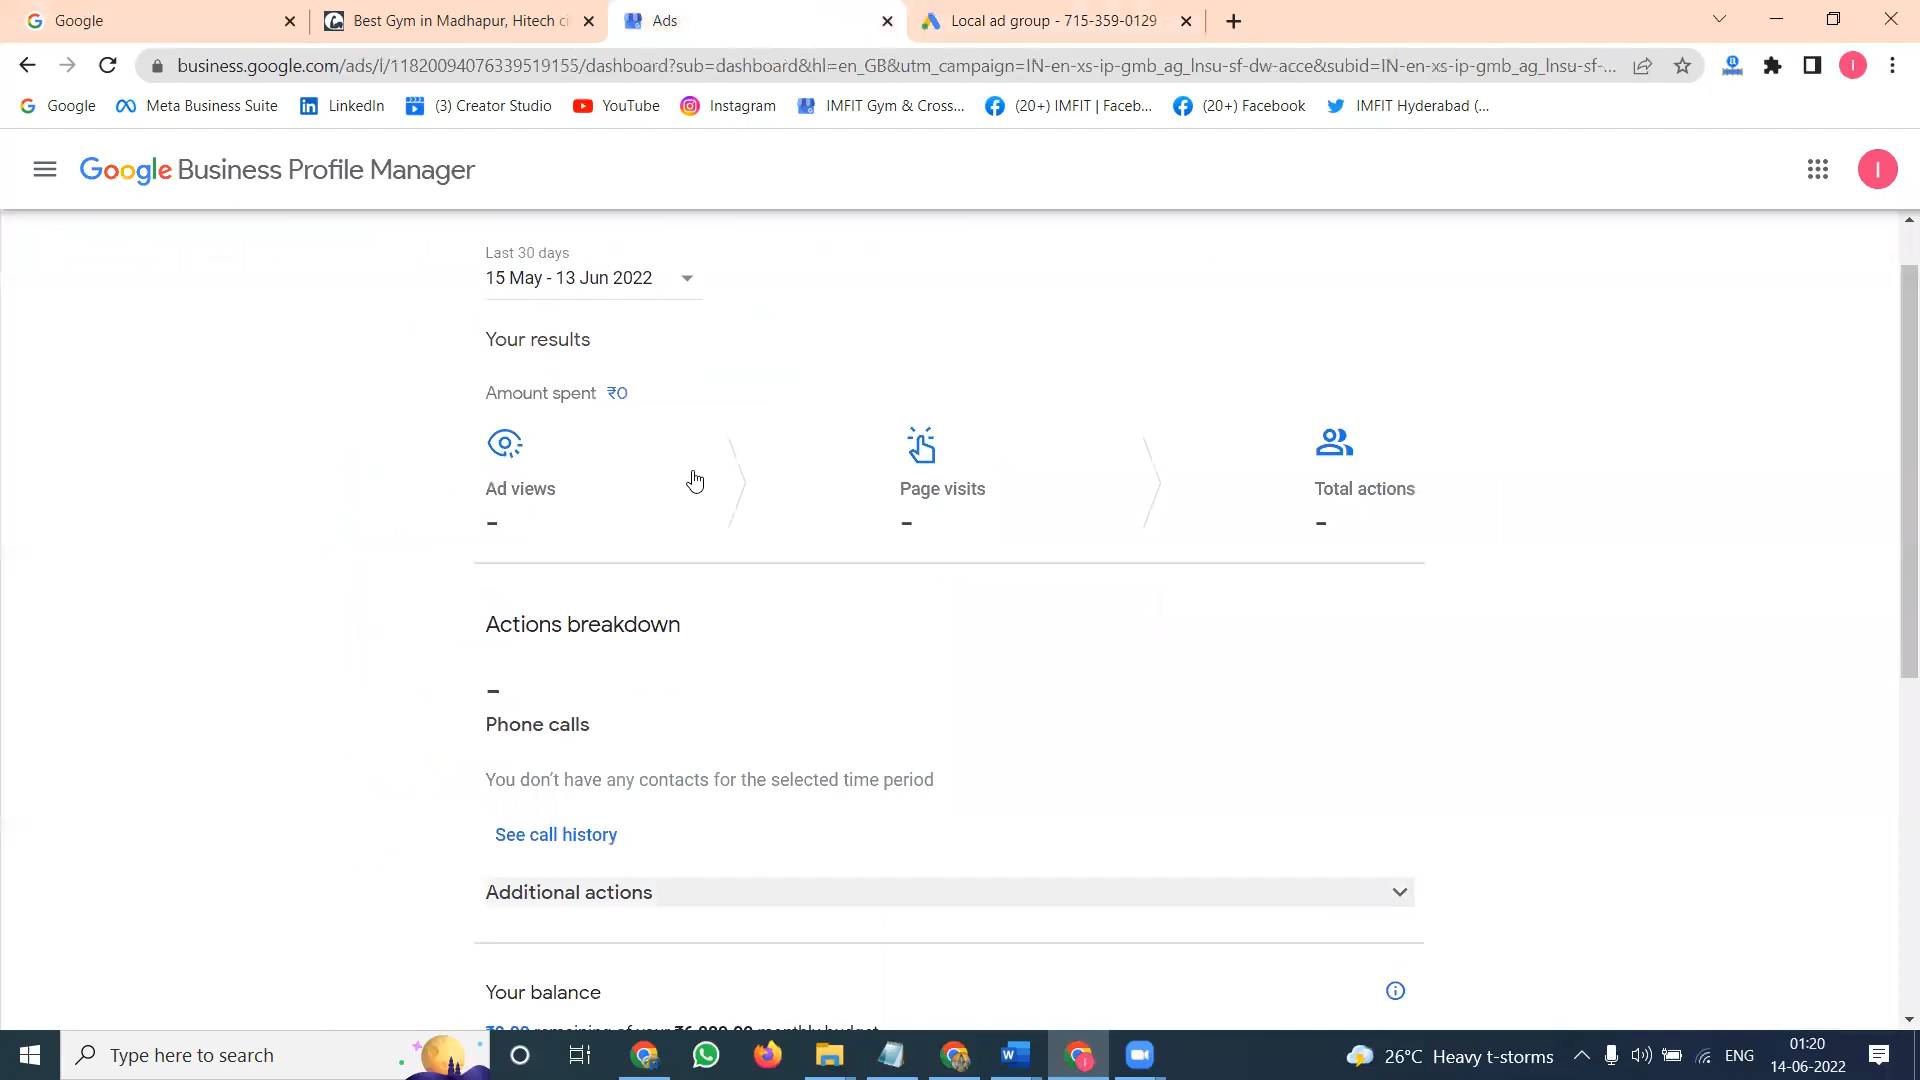 Google
Best Gym in Madhapur, Hitech ci
Ads
Local ad group - 715-359-0129
business.google.com/ads/l/11820094076339519155/dashboard?sub=dashboard&hl=en_GB&utm_campaign=IN-en-xs-ip-gmb_ag_lnsu-sf-dw-acce&subid=IN-en-xs-ip-gmb_ag_lnsu-sf-...
Google
Meta Business Suite
LinkedIn
(3) Creator Studio
YouTube
Instagram
IMFIT Gym & Cross...
(20+) IMFIT | Faceb...
(20+) Facebook
IMFIT Hyderabad (...
Google Business Profile Manager
I
Last 30 days
15 May - 13 Jun 2022
Your results
Amount spent ₹0
Ad views
–
Page visits
–
Total actions
–
Actions breakdown
–
Phone calls
You don't have any contacts for the selected time period
See call history
Additional actions
Your balance
remaining of your monthly budget
Type here to search
26°C Heavy t-storms
ENG
01:20
14-06-2022